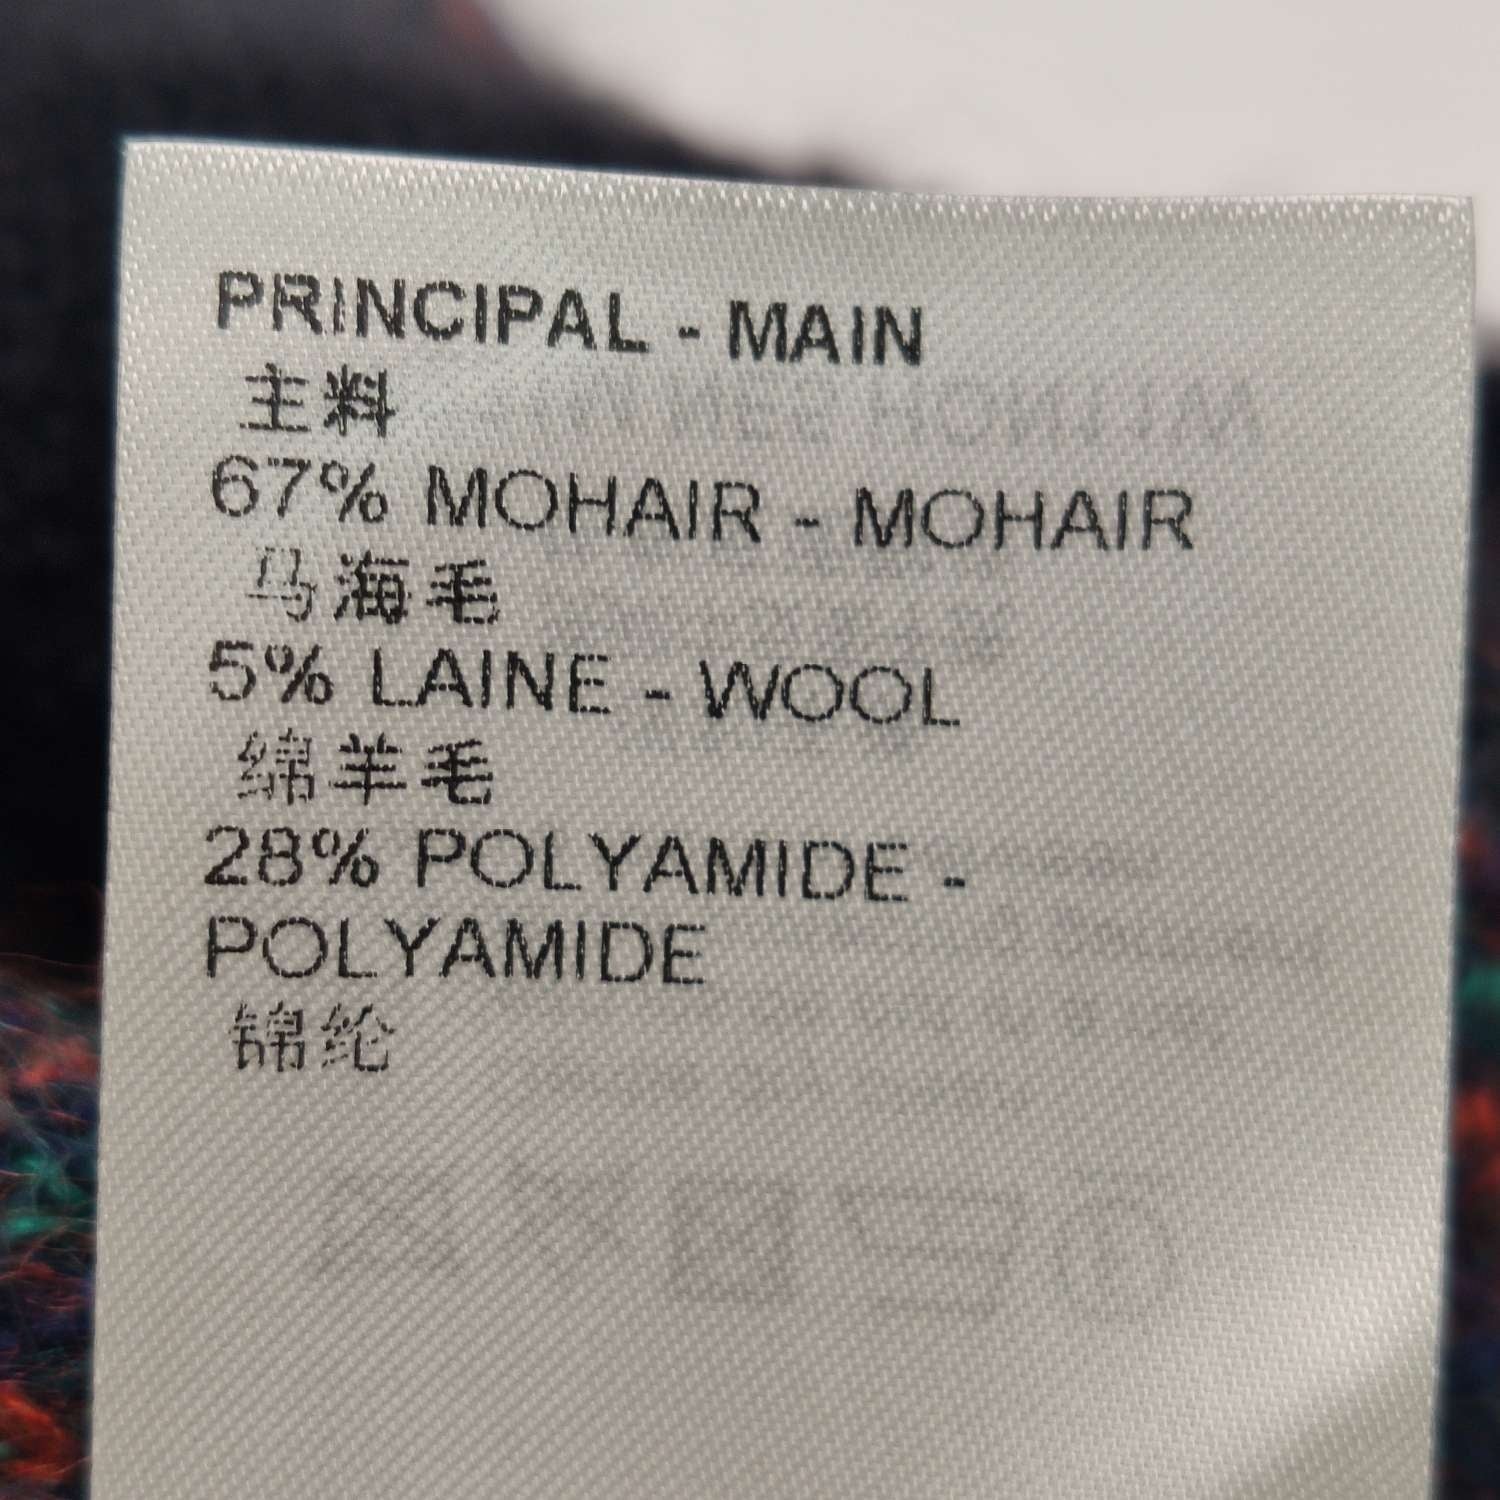 PRINCIPAL - MAIN
主料
67% MOHAIR - MOHAIR
马海毛
5% LAINE - WOOL
绵羊毛
28% POLYAMIDE -
POLYAMIDE
锦纶